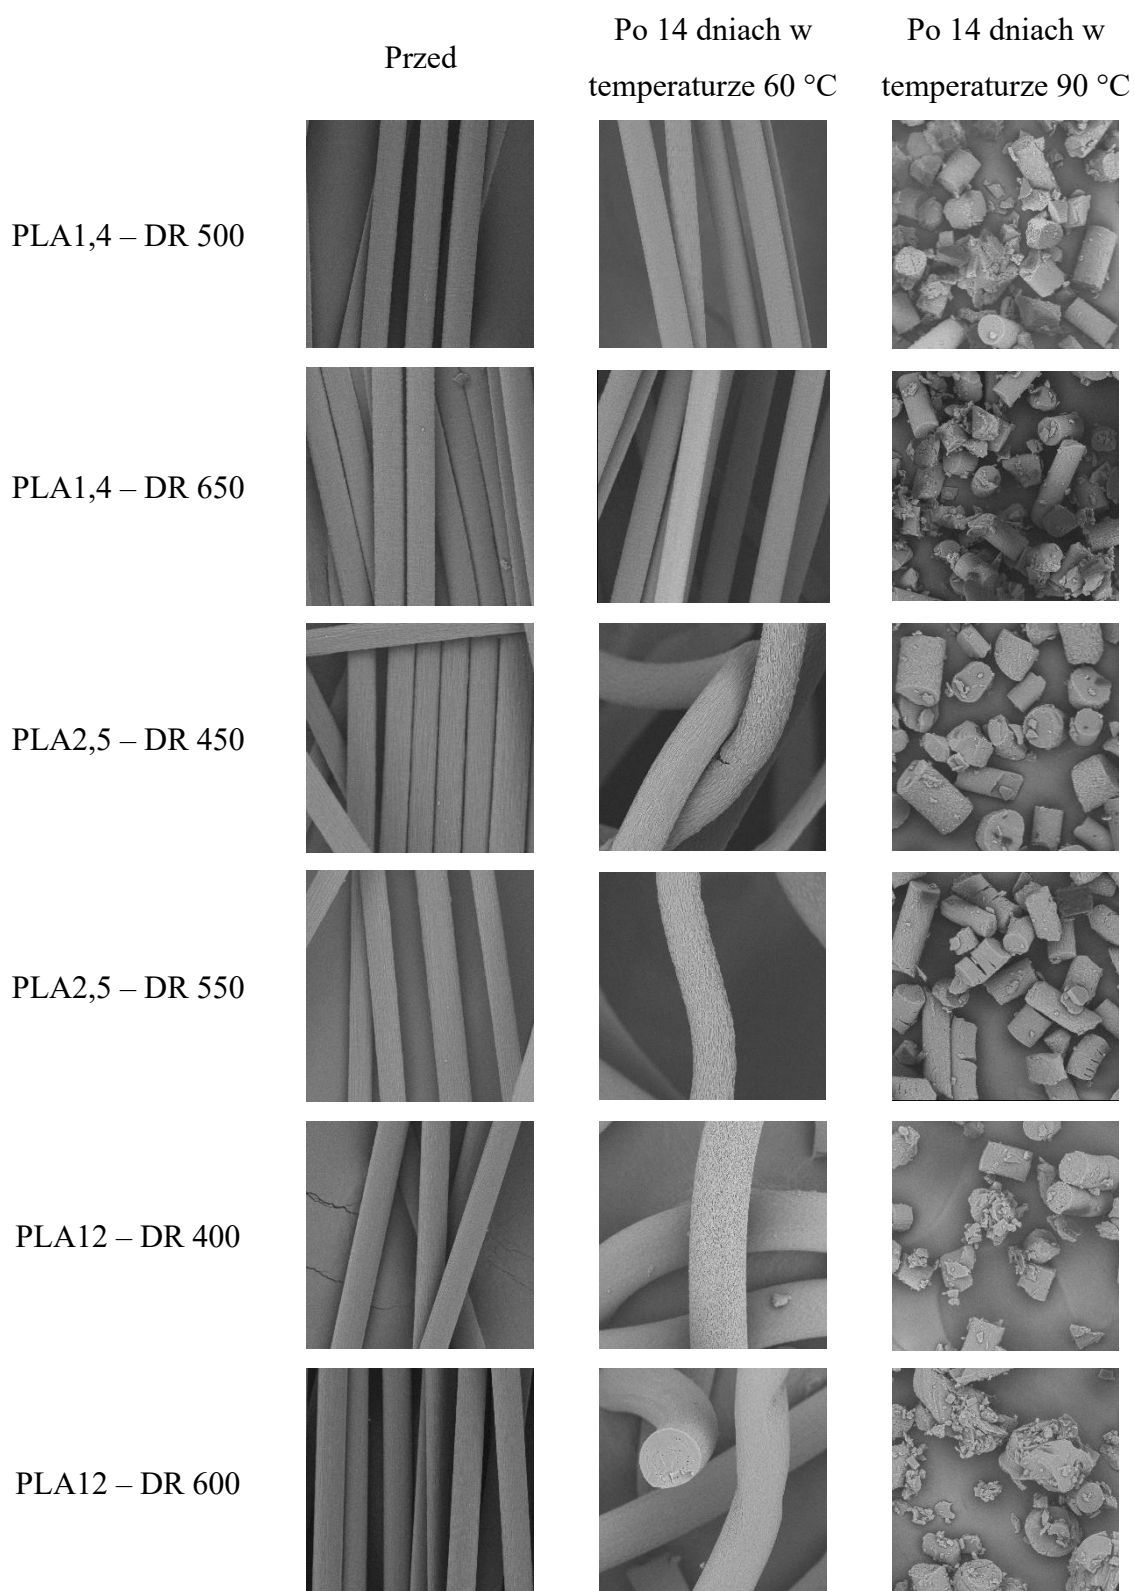 Przed
Po 14 dniach w
temperaturze 60 °C
Po 14 dniach w
temperaturze 90 °C
PLA1,4 – DR 500
PLA1,4 – DR 650
PLA2,5 – DR 450
PLA2,5 – DR 550
PLA12 – DR 400
PLA12 – DR 600